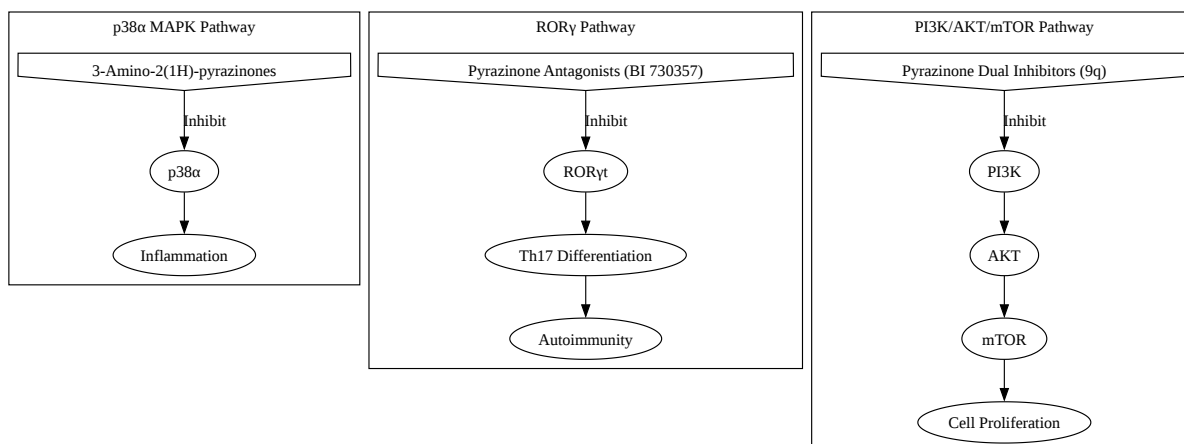 p38α MAPK Pathway
3-Amino-2(1H)-pyrazinones
Inhibit
p38α
Inflammation
RORγ Pathway
Pyrazinone Antagonists (BI 730357)
Inhibit
RORγt
Th17 Differentiation
Autoimmunity
PI3K/AKT/mTOR Pathway
Pyrazinone Dual Inhibitors (9q)
Inhibit
PI3K
AKT
mTOR
Cell Proliferation